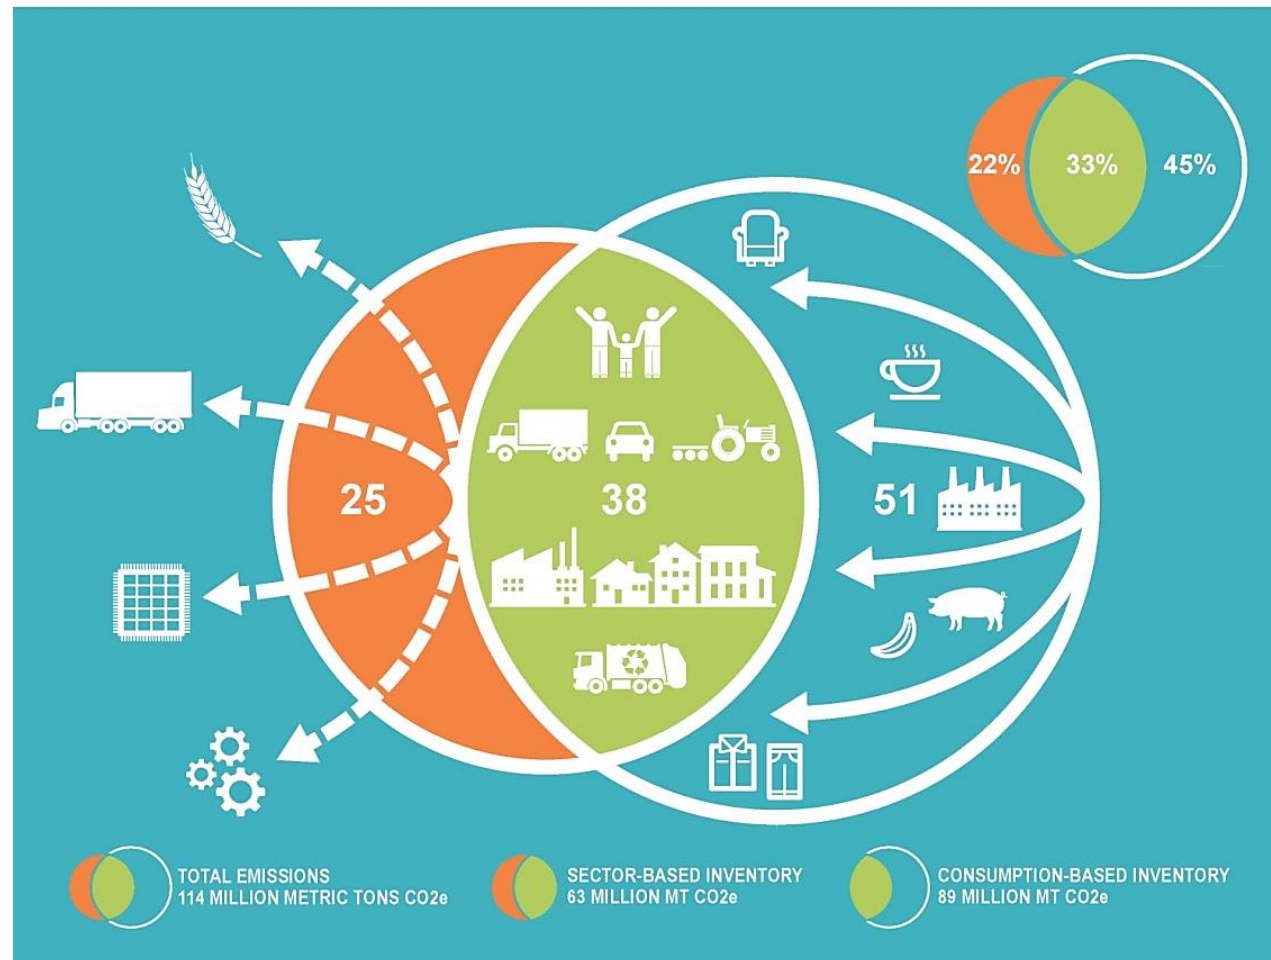 22% 33% 45%
25 38 51
TOTAL EMISSIONS
114 MILLION METRIC TONS CO2e
SECTOR-BASED INVENTORY
63 MILLION MT CO2e
CONSUMPTION-BASED INVENTORY
89 MILLION MT CO2e